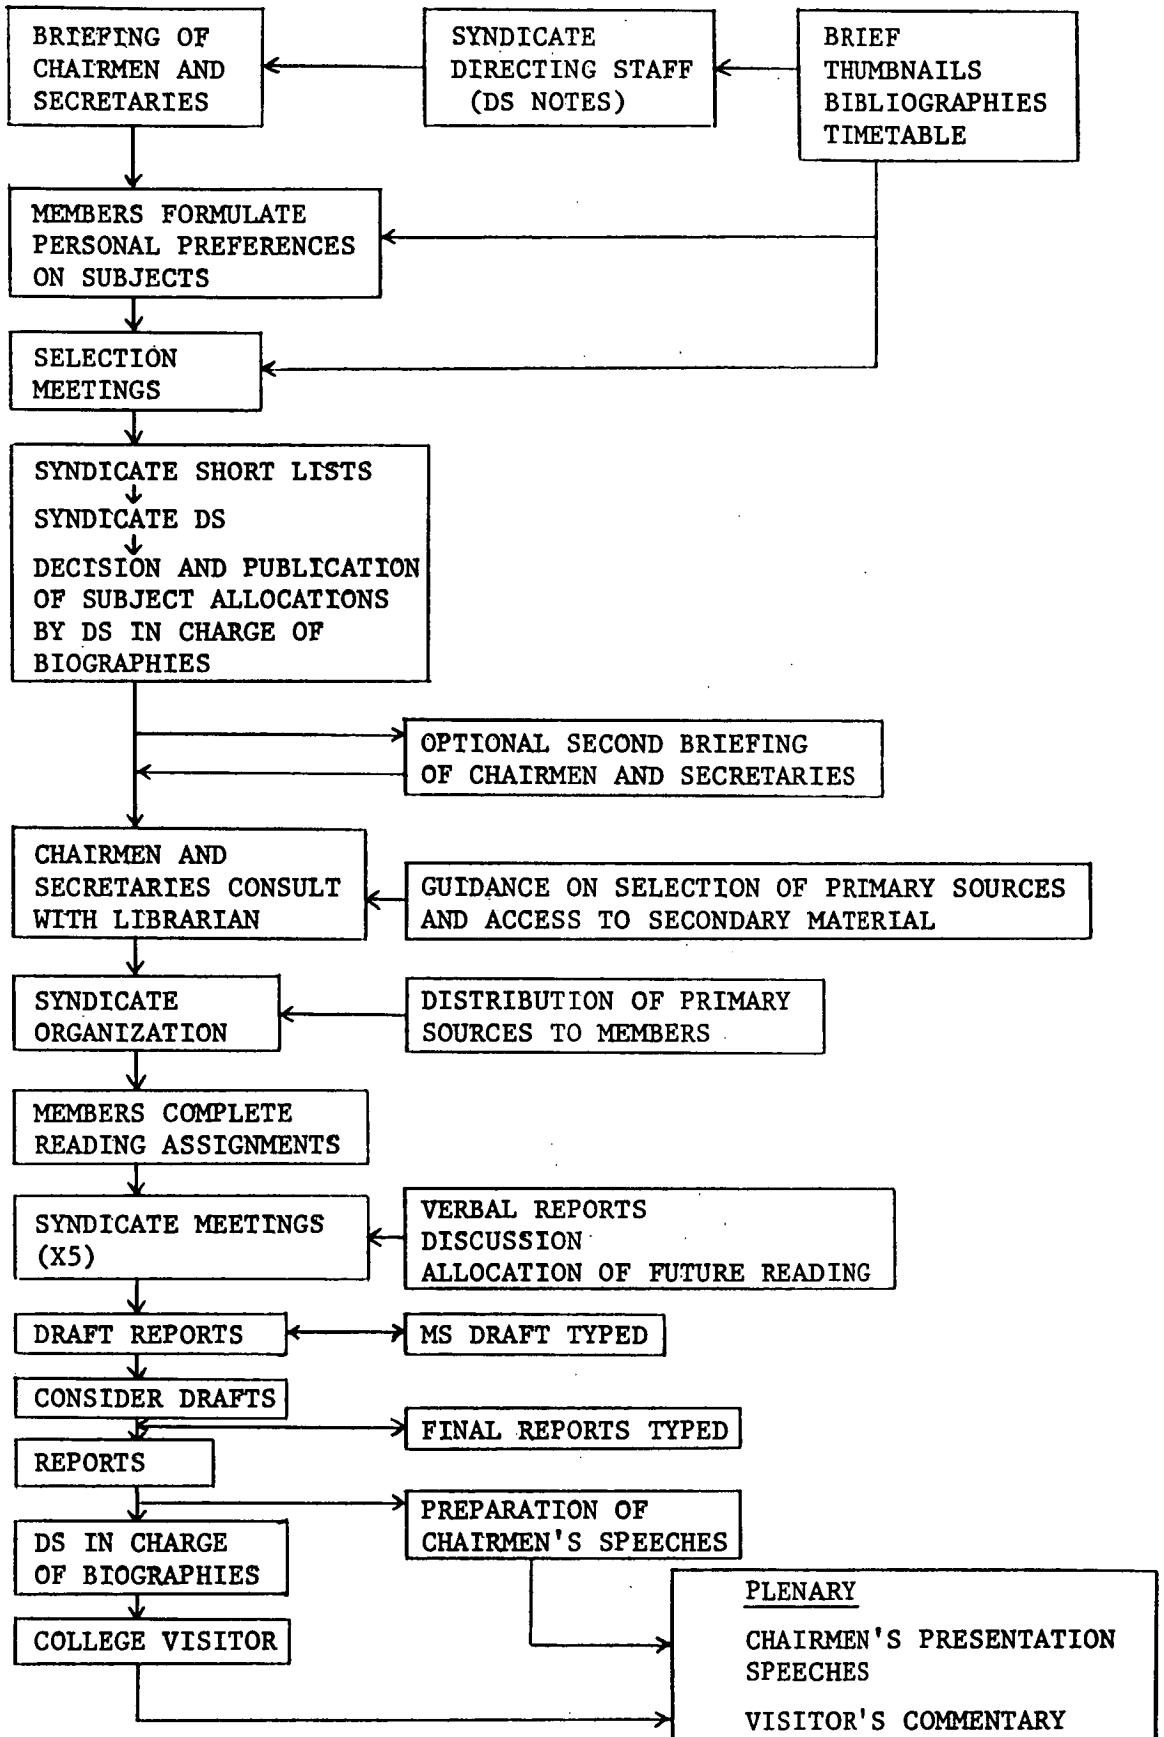 BRIEFING OF
CHAIRMEN AND
SECRETARIES
SYNDICATE
DIRECTING STAFF
(DS NOTES)
BRIEF
THUMBNAILS
BIBLIOGRAPHIES
TIMETABLE
MEMBERS FORMULATE
PERSONAL PREFERENCES
ON SUBJECTS
SELECTION
MEETINGS
SYNDICATE SHORT LISTS
SYNDICATE DS
DECISION AND PUBLICATION
OF SUBJECT ALLOCATIONS
BY DS IN CHARGE OF
BIOGRAPHIES
OPTIONAL SECOND BRIEFING
OF CHAIRMEN AND SECRETARIES
CHAIRMEN AND
SECRETARIES CONSULT
WITH LIBRARIAN
GUIDANCE ON SELECTION OF PRIMARY SOURCES
AND ACCESS TO SECONDARY MATERIAL
SYNDICATE
ORGANIZATION
DISTRIBUTION OF PRIMARY
SOURCES TO MEMBERS
MEMBERS COMPLETE
READING ASSIGNMENTS
SYNDICATE MEETINGS
(X5)
VERBAL REPORTS
DISCUSSION
ALLOCATION OF FUTURE READING
DRAFT REPORTS
MS DRAFT TYPED
CONSIDER DRAFTS
FINAL REPORTS TYPED
REPORTS
PREPARATION OF
CHAIRMEN'S SPEECHES
DS IN CHARGE
OF BIOGRAPHIES
COLLEGE VISITOR
PLENARY
CHAIRMEN'S PRESENTATION
SPEECHES
VISITOR'S COMMENTARY